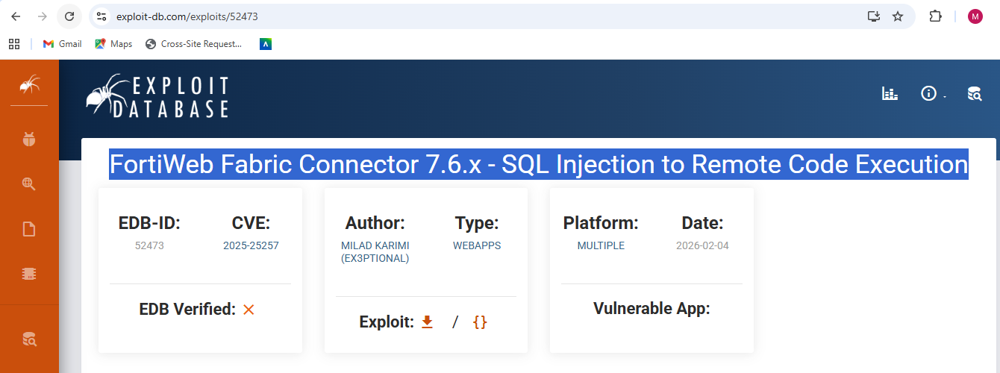 exploit-db.com/exploits/52473
M
Gmail
Maps
Cross-Site Request...
EXPLOIT
DATABASE
FortiWeb Fabric Connector 7.6.x - SQL Injection to Remote Code Execution
EDB-ID:
52473
CVE:
2025-25257
EDB Verified:
Author:
MILAD KARIMI
(EX3PTIONAL)
Type:
WEBAPPS
Exploit: / {}
Platform:
MULTIPLE
Date:
2026-02-04
Vulnerable App: